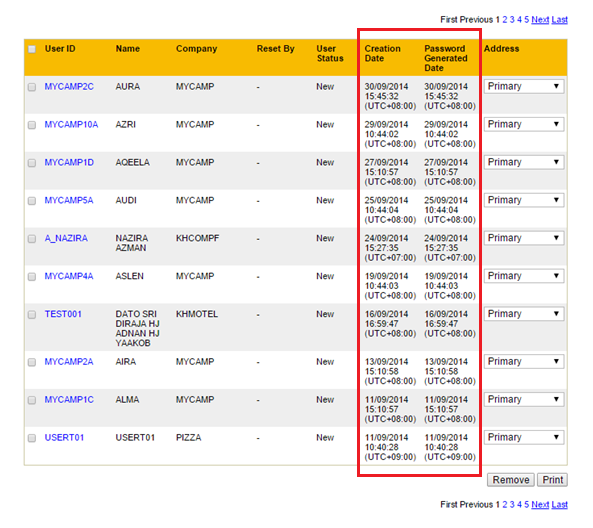 First Previous 1 2 3 4 5 Next Last
User ID Name Company Reset By User Status Creation Date Password Generated Date Address
MYCAMP2C AURA MYCAMP - New 30/09/2014 15:45:32 (UTC+08:00) 30/09/2014 15:45:32 (UTC+08:00) Primary
MYCAMP10A AZRI MYCAMP - New 29/09/2014 10:44:02 (UTC+08:00) 29/09/2014 10:44:02 (UTC+08:00) Primary
MYCAMP1D AQEELA MYCAMP - New 27/09/2014 15:10:57 (UTC+08:00) 27/09/2014 15:10:57 (UTC+08:00) Primary
MYCAMP5A AUDI MYCAMP - New 25/09/2014 10:44:04 (UTC+08:00) 25/09/2014 10:44:04 (UTC+08:00) Primary
A_NAZIRA NAZIRA AZMAN KHCOMPF - New 24/09/2014 15:27:35 (UTC+07:00) 24/09/2014 15:27:35 (UTC+07:00) Primary
MYCAMP4A ASLEN MYCAMP - New 19/09/2014 10:44:03 (UTC+08:00) 19/09/2014 10:44:03 (UTC+08:00) Primary
TEST001 DATO SRI DIRAJA HJ ADNAN HJ YAAKOB KHMOTEL - New 16/09/2014 16:59:47 (UTC+08:00) 16/09/2014 16:59:47 (UTC+08:00) Primary
MYCAMP2A AIRA MYCAMP - New 13/09/2014 15:10:58 (UTC+08:00) 13/09/2014 15:10:58 (UTC+08:00) Primary
MYCAMP1C ALMA MYCAMP - New 11/09/2014 15:10:57 (UTC+08:00) 11/09/2014 15:10:57 (UTC+08:00) Primary
USERT01 USERT01 PIZZA - New 11/09/2014 10:40:28 (UTC+09:00) 11/09/2014 10:40:28 (UTC+09:00) Primary
Remove Print
First Previous 1 2 3 4 5 Next Last